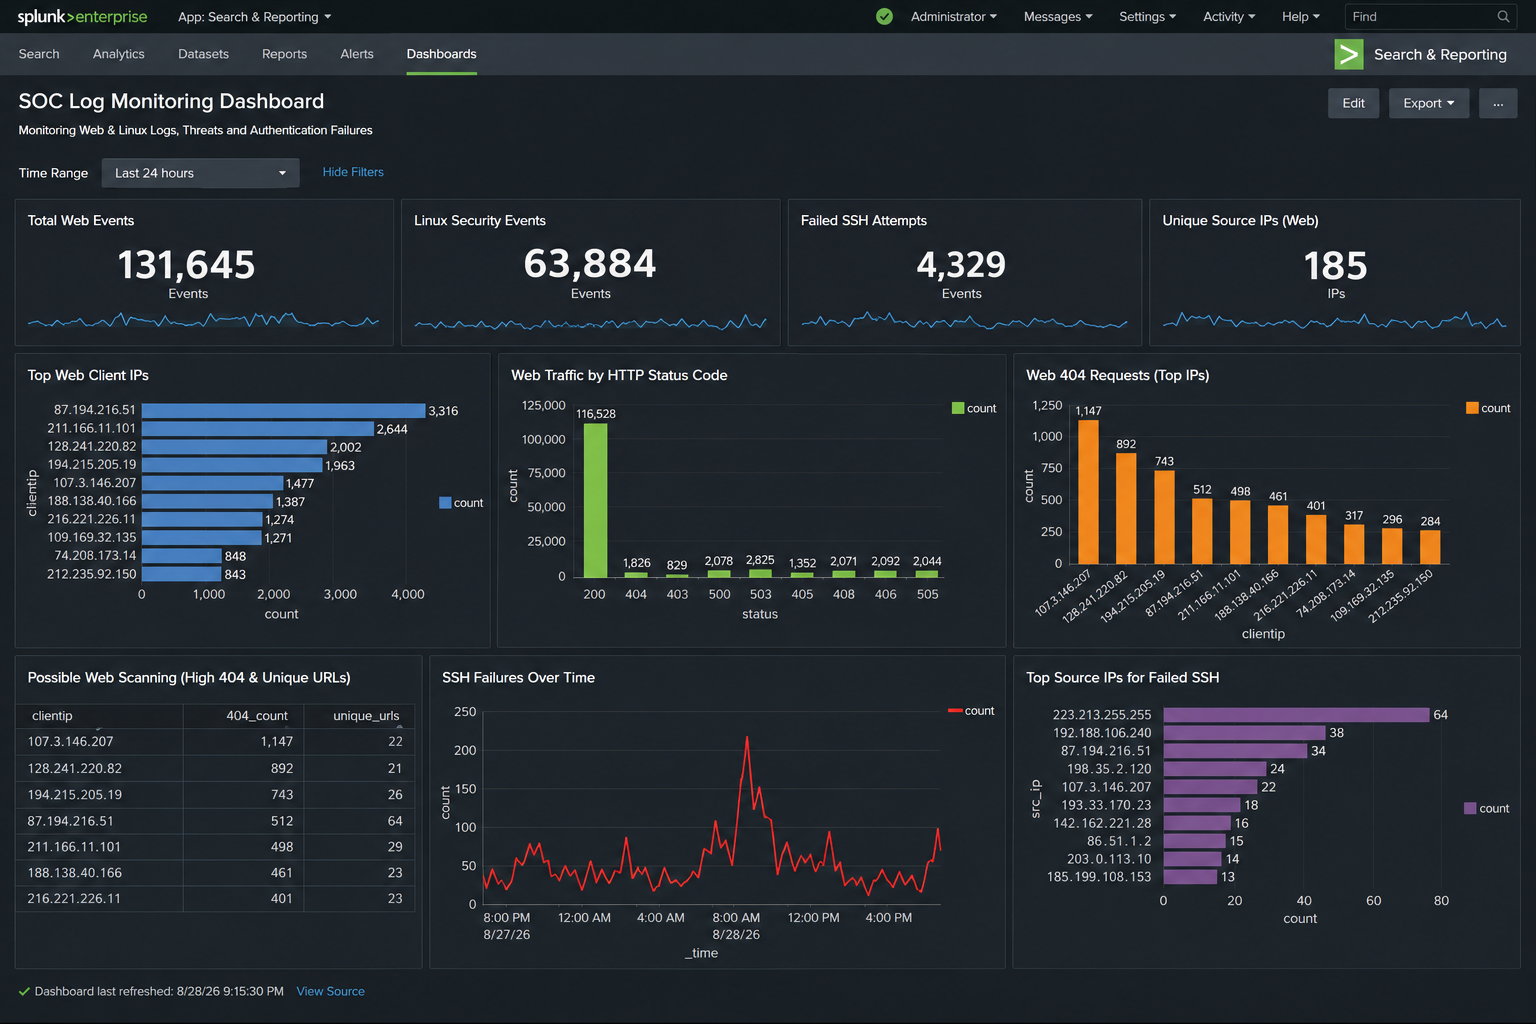 splunk>enterprise App: Search & Reporting Administrator Messages Settings Activity Help Find
Search Analytics Datasets Reports Alerts Dashboards > Search & Reporting
SOC Log Monitoring Dashboard
Edit Export ...
Monitoring Web & Linux Logs, Threats and Authentication Failures
Time Range Last 24 hours Hide Filters
Total Web Events
131,645
Events
Linux Security Events
63,884
Events
Failed SSH Attempts
4,329
Events
Unique Source IPs (Web)
185
IPs
Top Web Client IPs
clientip
87.194.216.51 3,316
211.166.11.101 2,644
128.241.220.82 2,002
194.215.205.19 1,963
107.3.146.207 1,477
188.138.40.166 1,387
216.221.226.11 1,274
109.169.32.135 1,271
74.208.173.14 848
212.235.92.150 843
0 1,000 2,000 3,000 4,000
count
count
Web Traffic by HTTP Status Code
count
125,000
100,000
75,000
50,000
25,000
0
116,528 1,826 829 2,078 2,825 1,352 2,071 2,092 2,044
200 404 403 500 503 405 408 406 505
status
count
Web 404 Requests (Top IPs)
count
1,250
1,000
750
500
250
0
1,147 892 743 512 498 461 401 317 296 284
107.3.146.207 128.241.220.82 194.215.205.19 87.194.216.51 211.166.11.101 188.138.40.166 216.221.226.11 74.208.173.14 109.169.32.135 212.235.92.150
clientip
count
Possible Web Scanning (High 404 & Unique URLs)
clientip 404_count unique_urls
107.3.146.207 1,147 22
128.241.220.82 892 21
194.215.205.19 743 26
87.194.216.51 512 64
211.166.11.101 498 29
188.138.40.166 461 23
216.221.226.11 401 23
SSH Failures Over Time
count
250
200
150
100
50
0
8:00 PM 12:00 AM 4:00 AM 8:00 AM 12:00 PM 4:00 PM
8/27/26 8/28/26
_time
count
Top Source IPs for Failed SSH
src_ip
223.213.255.255 64
192.188.106.240 38
87.194.216.51 34
198.35.2.120 24
107.3.146.207 22
193.33.170.23 18
142.162.221.28 16
86.51.1.2 15
203.0.113.10 14
185.199.108.153 13
0 20 40 60 80
count
count
Dashboard last refreshed: 8/28/26 9:15:30 PM View Source